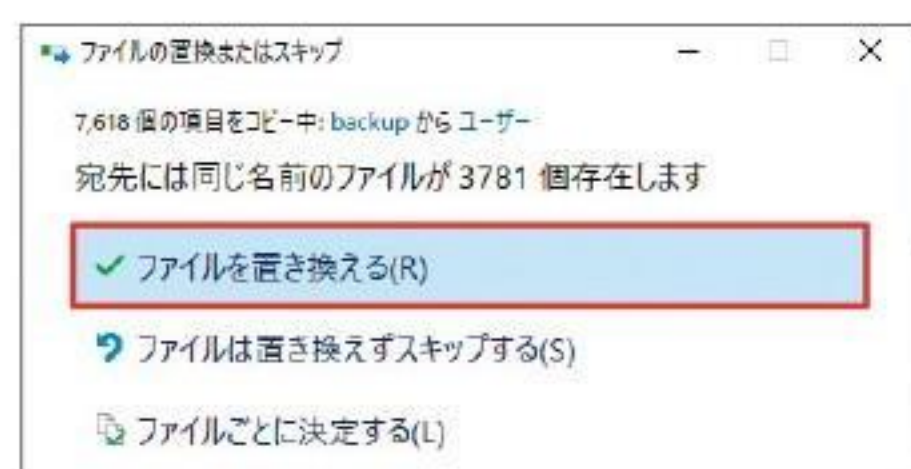 ファイルの置換またはスキップ
7,618 個の項目をコピー中: backup から ユーザー
宛先には同じ名前のファイルが 3781 個存在します
ファイルを置き換える(R)
ファイルは置き換えずスキップする(S)
ファイルごとに決定する(L)